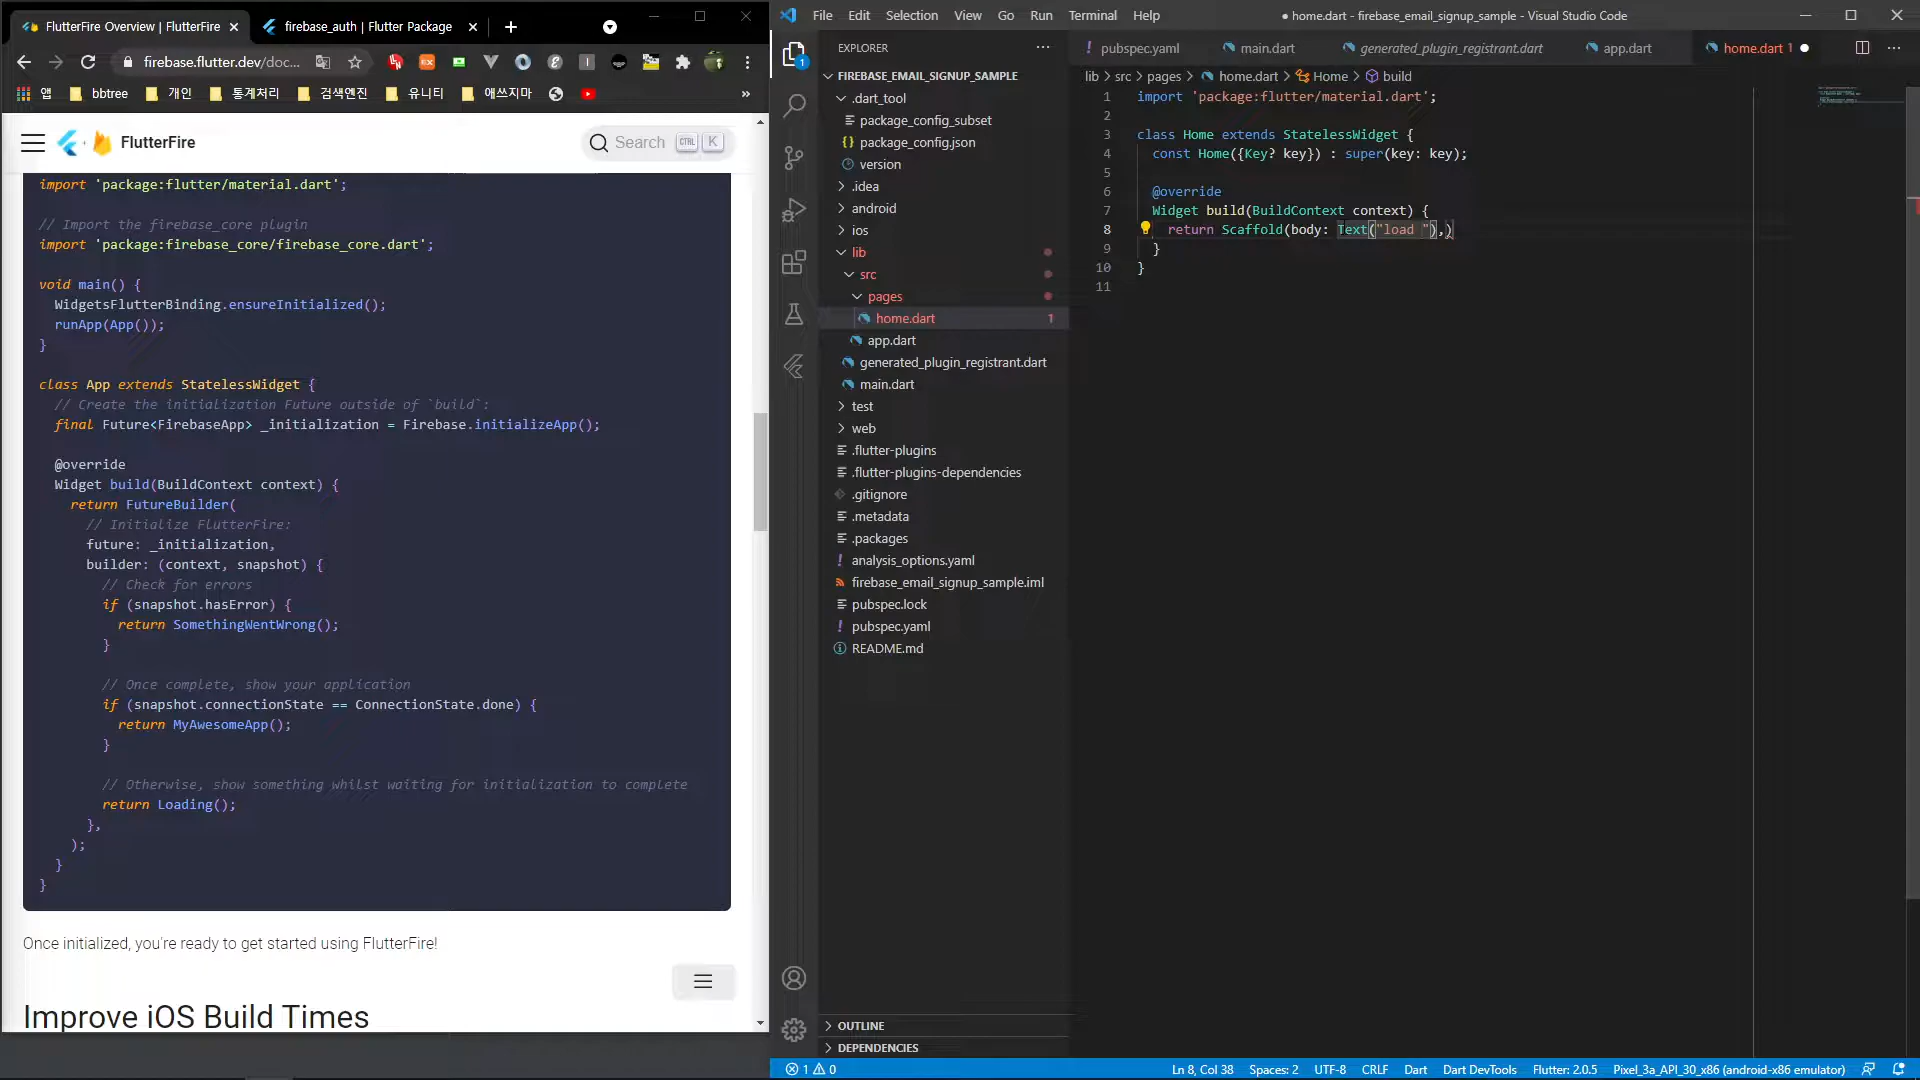 FlutterFire Overview | FlutterFire
firebase_auth | Flutter Package
firebase.flutter.dev/doc...
앱
bbtree
개인
통계처리
검색엔진
유니티
애쓰지마
»
FlutterFire
Search CTRL K
import 'package:flutter/material.dart';
// Import the firebase_core plugin
import 'package:firebase_core/firebase_core.dart';
void main() {
WidgetsFlutterBinding.ensureInitialized();
runApp(App());
}
class App extends StatelessWidget {
// Create the initialization Future outside of `build`:
final Future<FirebaseApp> _initialization = Firebase.initializeApp();
@override
Widget build(BuildContext context) {
return FutureBuilder(
// Initialize FlutterFire:
future: _initialization,
builder: (context, snapshot) {
// Check for errors
if (snapshot.hasError) {
return SomethingWentWrong();
}
// Once complete, show your application
if (snapshot.connectionState == ConnectionState.done) {
return MyAwesomeApp();
}
// Otherwise, show something whilst waiting for initialization to complete
return Loading();
},
);
}
}
Once initialized, you're ready to get started using FlutterFire!
Improve iOS Build Times
File Edit Selection View Go Run Terminal Help
● home.dart - firebase_email_signup_sample - Visual Studio Code
1
EXPLORER
FIREBASE_EMAIL_SIGNUP_SAMPLE
.dart_tool
package_config_subset
package_config.json
version
.idea
android
ios
lib
src
pages
home.dart 1
app.dart
generated_plugin_registrant.dart
main.dart
test
web
.flutter-plugins
.flutter-plugins-dependencies
.gitignore
.metadata
.packages
analysis_options.yaml
firebase_email_signup_sample.iml
pubspec.lock
pubspec.yaml
README.md
OUTLINE
DEPENDENCIES
pubspec.yaml
main.dart
generated_plugin_registrant.dart
app.dart
home.dart 1
lib > src > pages > home.dart > Home > build
1 import 'package:flutter/material.dart';
2
3 class Home extends StatelessWidget {
4 const Home({Key? key}) : super(key: key);
5
6 @override
7 Widget build(BuildContext context) {
8 return Scaffold(body: Text("load "),)
9 }
10 }
11
1 0
Ln 8, Col 38
Spaces: 2
UTF-8
CRLF
Dart
Dart DevTools
Flutter: 2.0.5
Pixel_3a_API_30_x86 (android-x86 emulator)